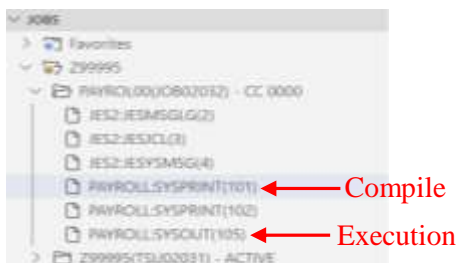 JOBS
Favorites
Z99995
PAYROL00(JOB02032) - CC 0000
JES2:JESMSGLG(2)
JES2:JESJCL(3)
JES2:JESYSMSG(4)
PAYROLL:SYSPRINT(101) Compile
PAYROLL:SYSPRINT(102)
PAYROLL:SYSOUT(105) Execution
Z99995(TSU02031) - ACTIVE